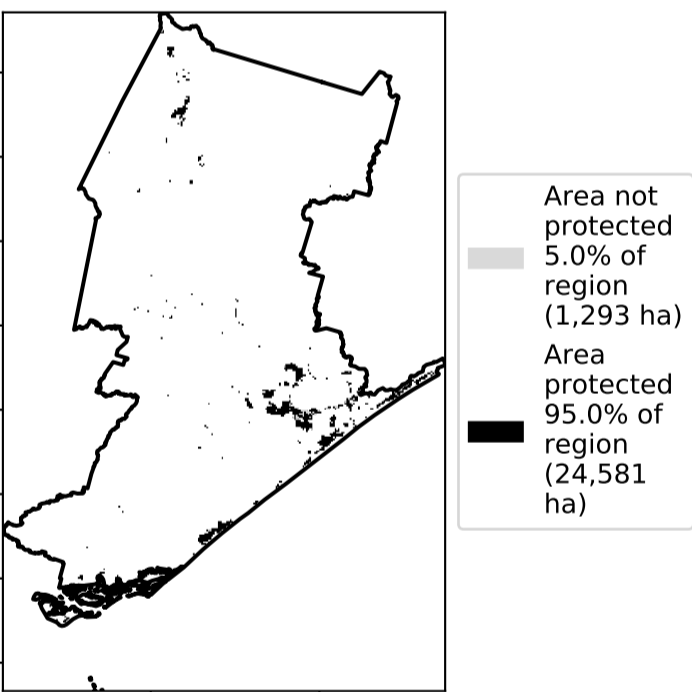 Area not
protected
5.0% of
region
(1,293 ha)
Area
protected
95.0% of
region
(24,581
ha)